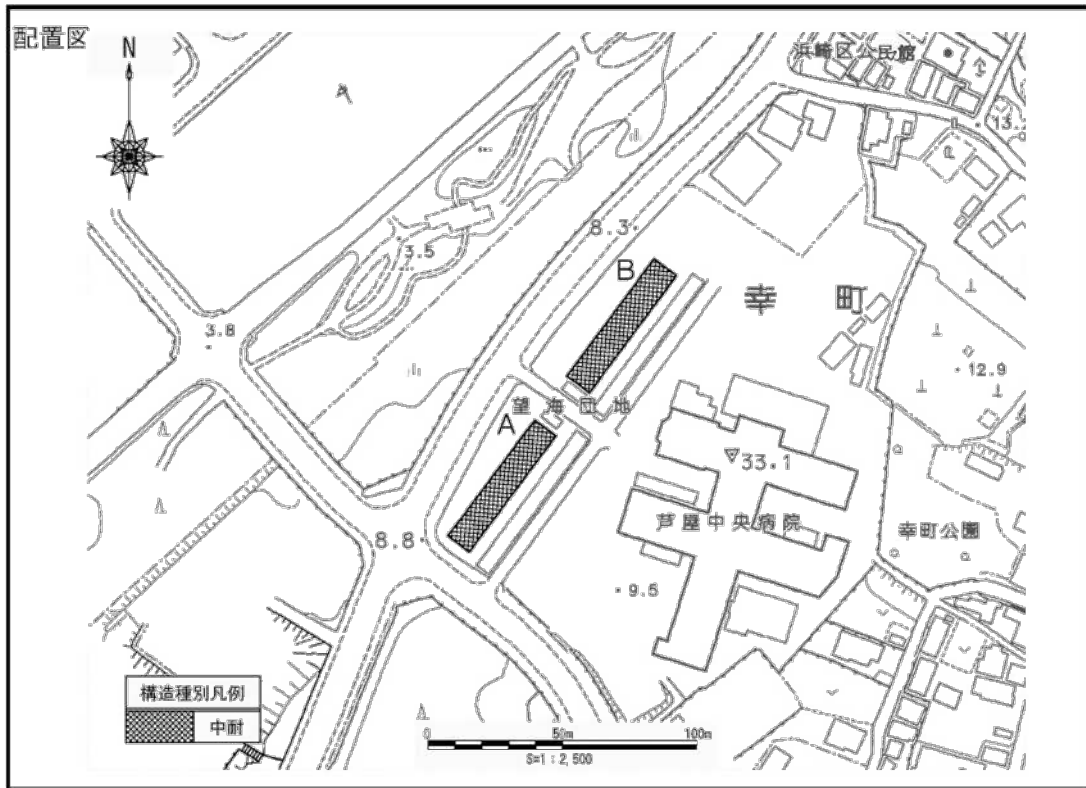 配置図
N
浜崎区公民館
13.
8.3
3.5
B
幸町
3.8
12.9
望海団地
A
33.1
芦屋中央病院
幸町公園
8.8
9.5
構造種別凡例
中耐
0 50m 100m
S=1:2,500